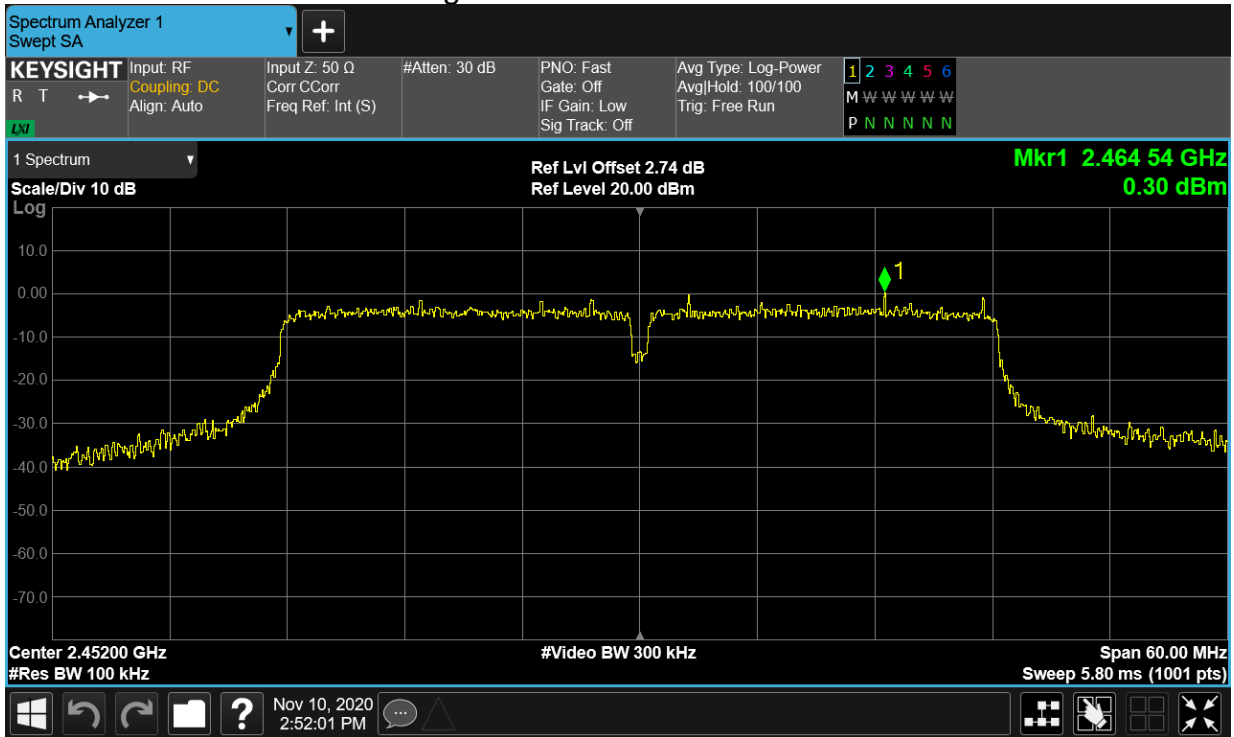 Spectrum Analyzer 1
Swept SA
+
KEYSIGHT
R T
LXI
Input: RF
Coupling: DC
Align: Auto
Input Z: 50 Ω
Corr CCorr
Freq Ref: Int (S)
#Atten: 30 dB
PNO: Fast
Gate: Off
IF Gain: Low
Sig Track: Off
Avg Type: Log-Power
Avg|Hold: 100/100
Trig: Free Run
1 2 3 4 5 6
M W W W W W
P N N N N N
1 Spectrum
Scale/Div 10 dB
Log
Ref Lvl Offset 2.74 dB
Ref Level 20.00 dBm
Mkr1 2.464 54 GHz
0.30 dBm
10.0
0.00
-10.0
-20.0
-30.0
-40.0
-50.0
-60.0
-70.0
1
Center 2.45200 GHz
#Res BW 100 kHz
#Video BW 300 kHz
Span 60.00 MHz
Sweep 5.80 ms (1001 pts)
?
Nov 10, 2020
2:52:01 PM